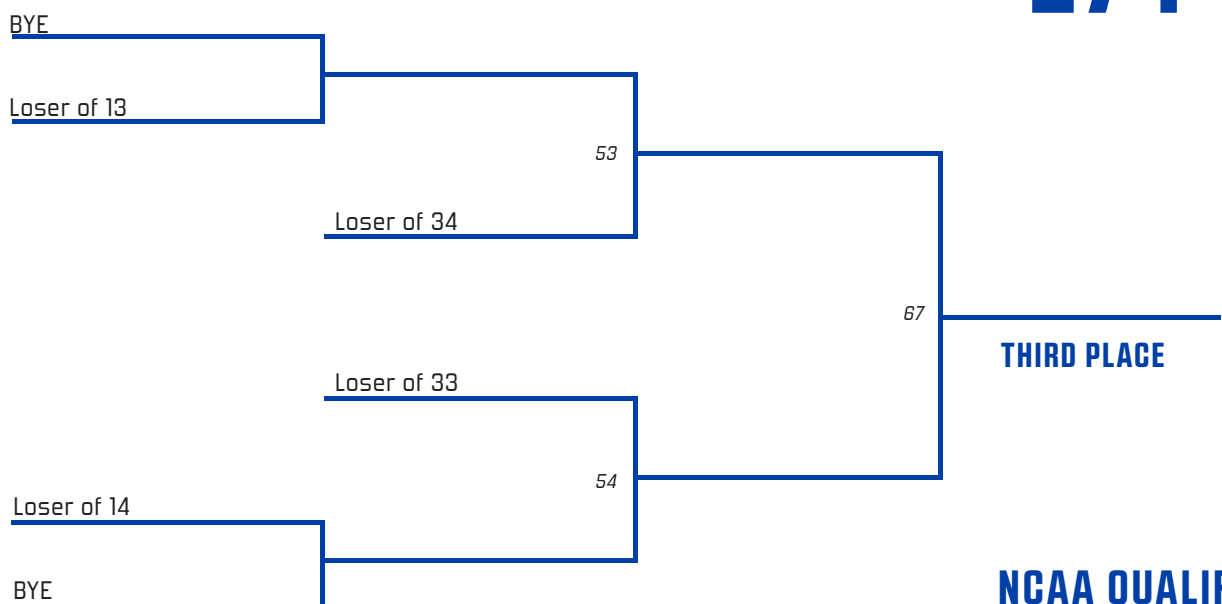 BYE
Loser of 13
53
Loser of 34
67
THIRD PLACE
Loser of 33
54
Loser of 14
BYE
NCAA